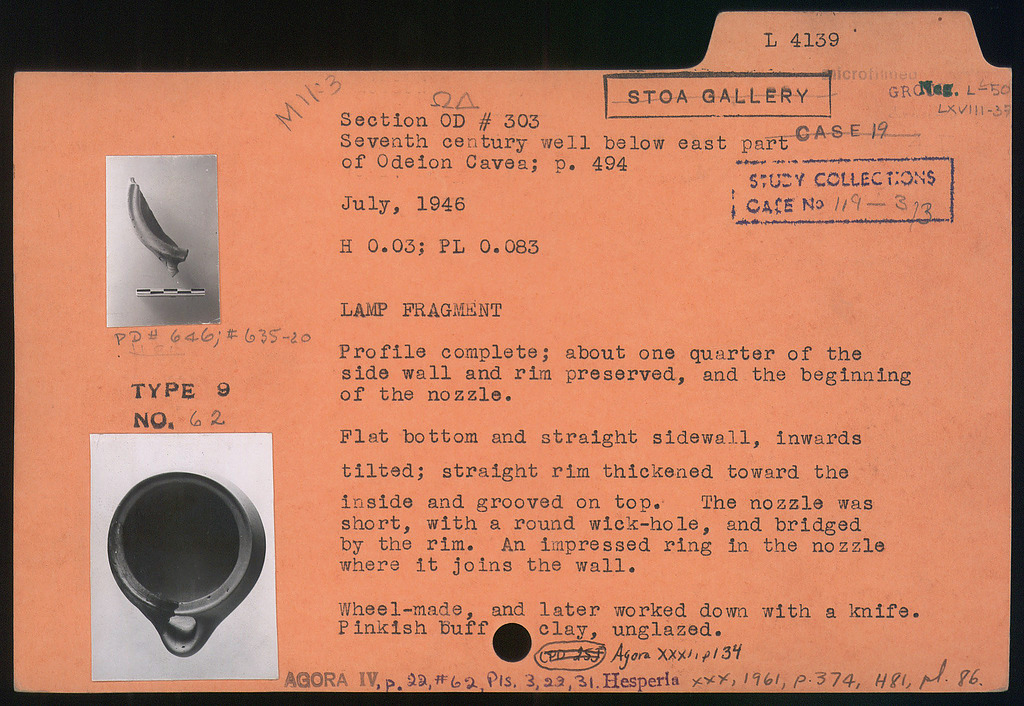 L 4139
microfilmed
Neg. L-50
LXVIII-35
STOA GALLERY
CASE 19
M11:3
ΩΔ
Section OD # 303
Seventh century well below east part
of Odeion Cavea; p. 494
STUDY COLLECTIONS
CASE No 119-3/3
July, 1946
H 0.03; PL 0.083
LAMP FRAGMENT
PD# 646; # 635-20
Profile complete; about one quarter of the
side wall and rim preserved, and the beginning
of the nozzle.
TYPE 9
NO. 62
Flat bottom and straight sidewall, inwards
tilted; straight rim thickened toward the
inside and grooved on top. The nozzle was
short, with a round wick-hole, and bridged
by the rim. An impressed ring in the nozzle
where it joins the wall.
Wheel-made, and later worked down with a knife.
Pinkish buff clay, unglazed.
Agora XXXI, p 134
AGORA IV, p. 22, #62, Pls. 3, 22, 31. Hesperia XXX, 1961, p. 374, H81, pl. 86.